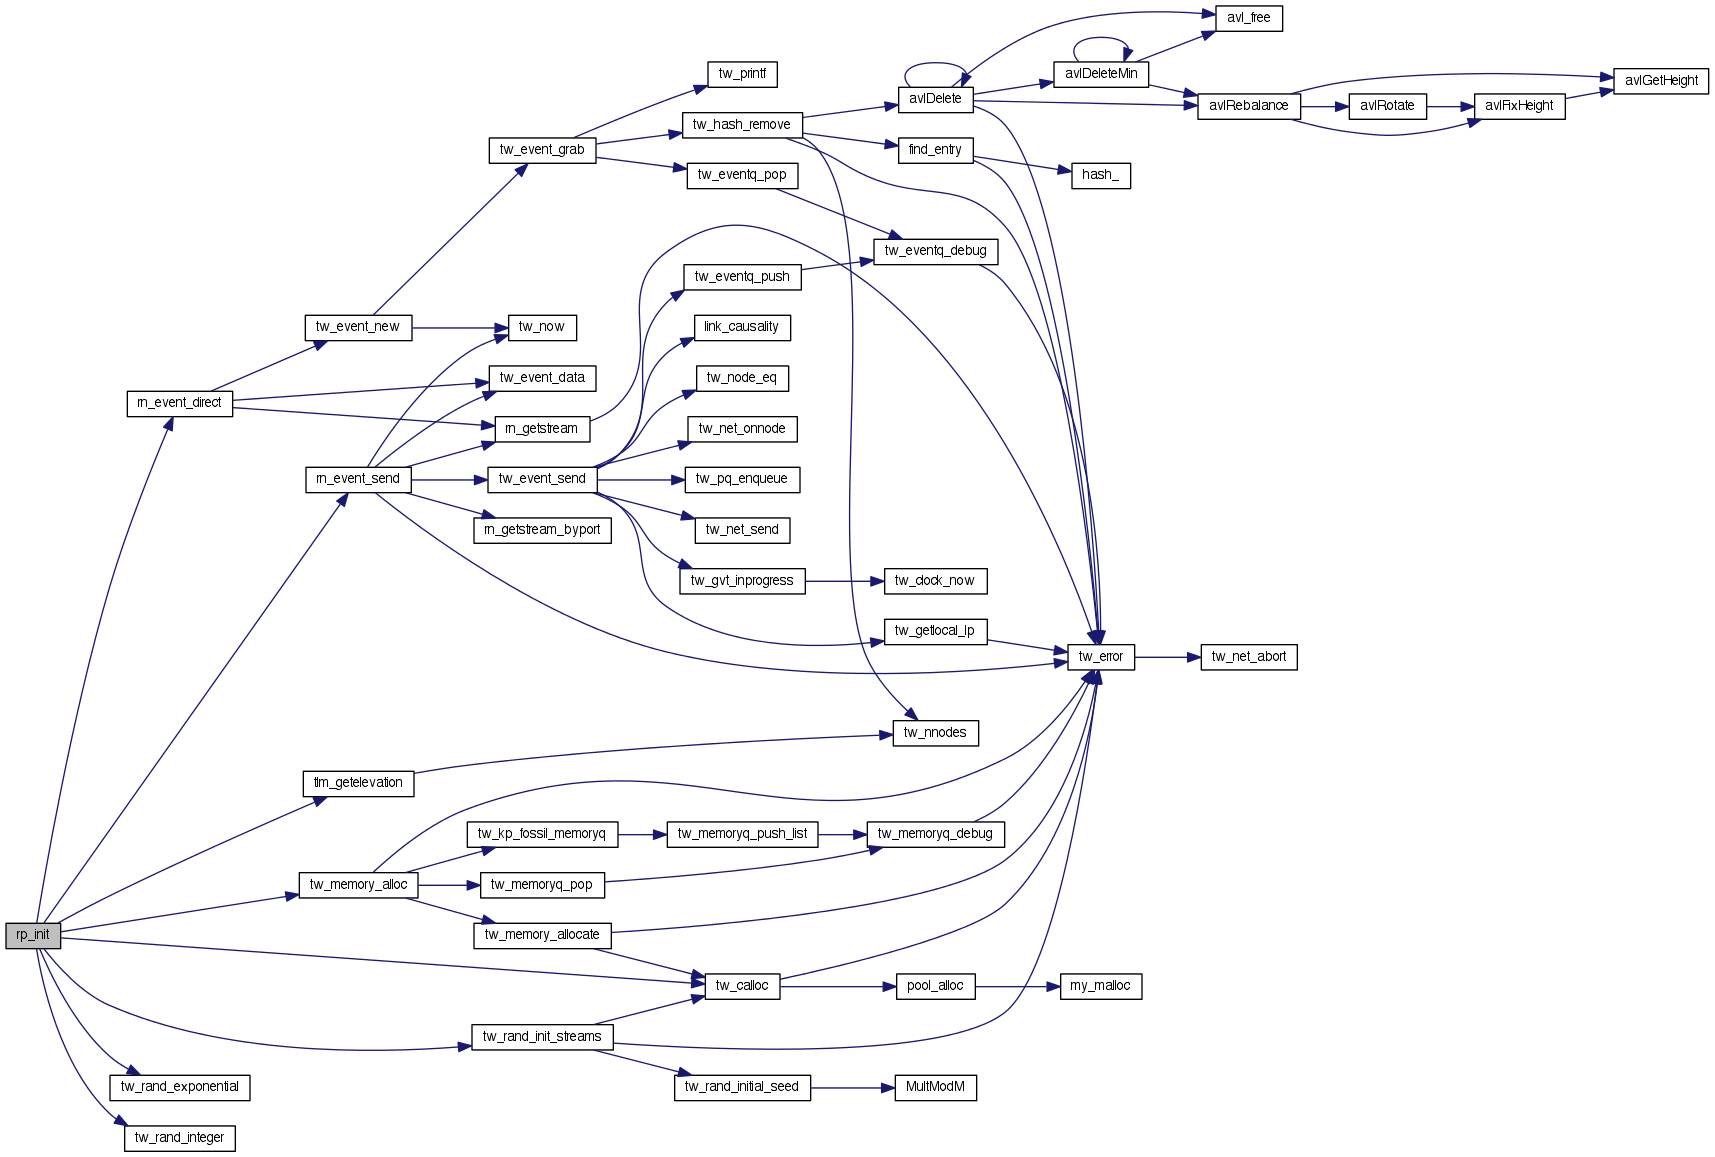 avl_free
tw_printf
avlDeleteMin
avlGetHeight
avlDelete
avlRebalance
avlRotate
avlFixHeight
tw_hash_remove
tw_event_grab
find_entry
tw_eventq_pop
hash_
tw_eventq_debug
tw_eventq_push
tw_event_new
tw_now
link_causality
tw_event_data
tw_node_eq
rn_event_direct
rn_getstream
tw_net_onnode
rn_event_send
tw_event_send
tw_pq_enqueue
rn_getstream_byport
tw_net_send
tw_gvt_inprogress
tw_clock_now
tw_getlocal_lp
tw_error
tw_net_abort
tw_nnodes
tlm_getelevation
tw_kp_fossil_memoryq
tw_memoryq_push_list
tw_memoryq_debug
tw_memory_alloc
tw_memoryq_pop
rp_init
tw_memory_allocate
tw_calloc
pool_alloc
my_malloc
tw_rand_init_streams
tw_rand_exponential
tw_rand_initial_seed
MultModM
tw_rand_integer